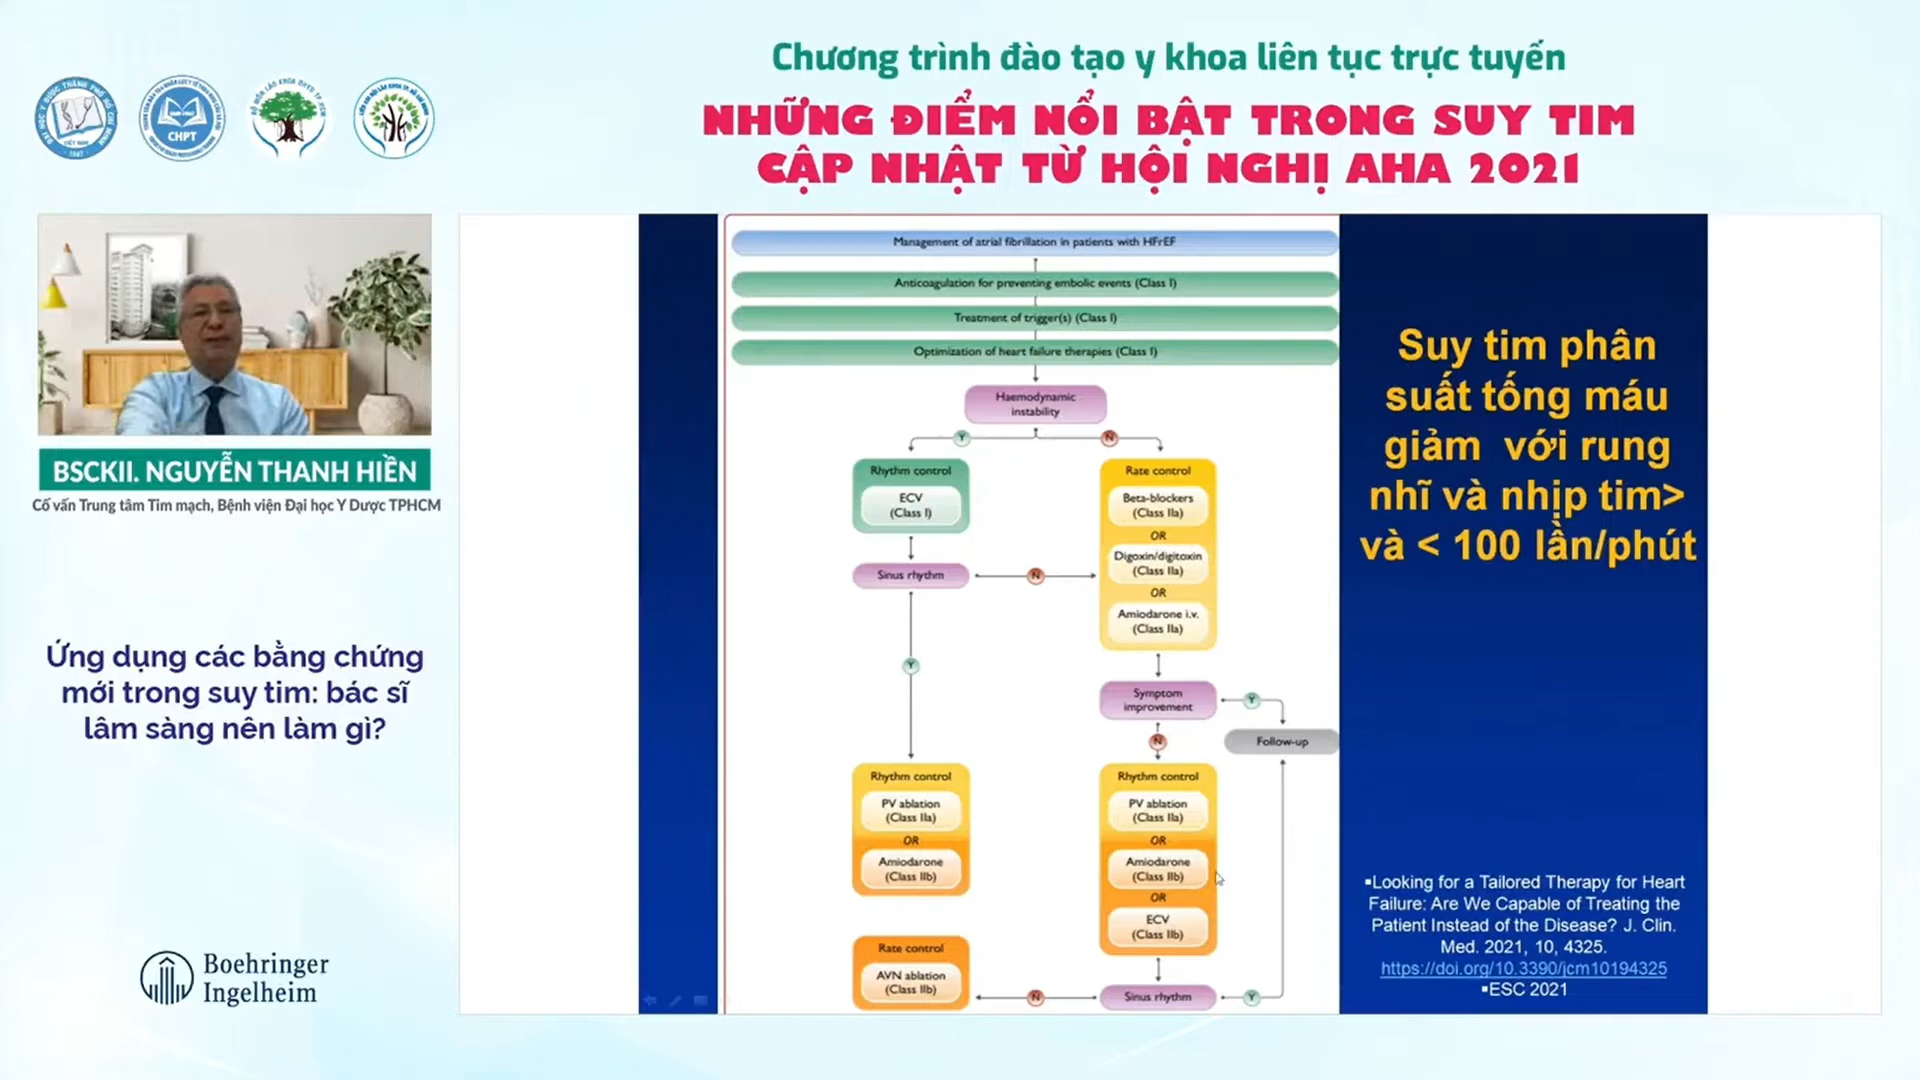 Chương trình đào tạo y khoa liên tục trực tuyến
NHỮNG ĐIỂM NỔI BẬT TRONG SUY TIM
CẬP NHẬT TỪ HỘI NGHỊ AHA 2021
CHPT
BSCKII. NGUYỄN THANH HIỀN
Cố vấn Trung tâm Tim mạch, Bệnh viện Đại học Y Dược TPHCM
Ứng dụng các bằng chứng
mới trong suy tim: bác sĩ
lâm sàng nên làm gì?
Boehringer
Ingelheim
Management of atrial fibrillation in patients with HFrEF
Anticoagulation for preventing embolic events (Class I)
Treatment of trigger(s) (Class I)
Optimization of heart failure therapies (Class I)
Haemodynamic
instability
Y
N
Rhythm control
ECV
(Class I)
Sinus rhythm
N
Y
Rate control
Beta-blockers
(Class IIa)
OR
Digoxin/digitoxin
(Class IIa)
OR
Amiodarone i.v.
(Class IIa)
Symptom
improvement
Y
N
Follow-up
Rhythm control
PV ablation
(Class IIa)
OR
Amiodarone
(Class IIb)
Rhythm control
PV ablation
(Class IIa)
OR
Amiodarone
(Class IIb)
OR
ECV
(Class IIb)
Rate control
AVN ablation
(Class IIb)
N
Sinus rhythm
Y
Suy tim phân
suất tống máu
giảm với rung
nhĩ và nhịp tim>
và < 100 lần/phút
▪Looking for a Tailored Therapy for Heart
Failure: Are We Capable of Treating the
Patient Instead of the Disease? J. Clin.
Med. 2021, 10, 4325.
https://doi.org/10.3390/jcm10194325
▪ESC 2021